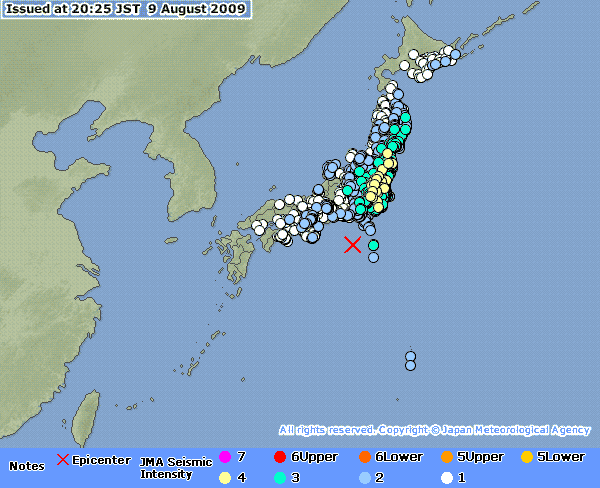 Issued at 20:25 JST  9 August 2009
All rights reserved. Copyright © Japan Meteorological Agency
Notes
Epicenter
JMA Seismic
Intensity
7
6Upper
6Lower
5Upper
5Lower
4
3
2
1